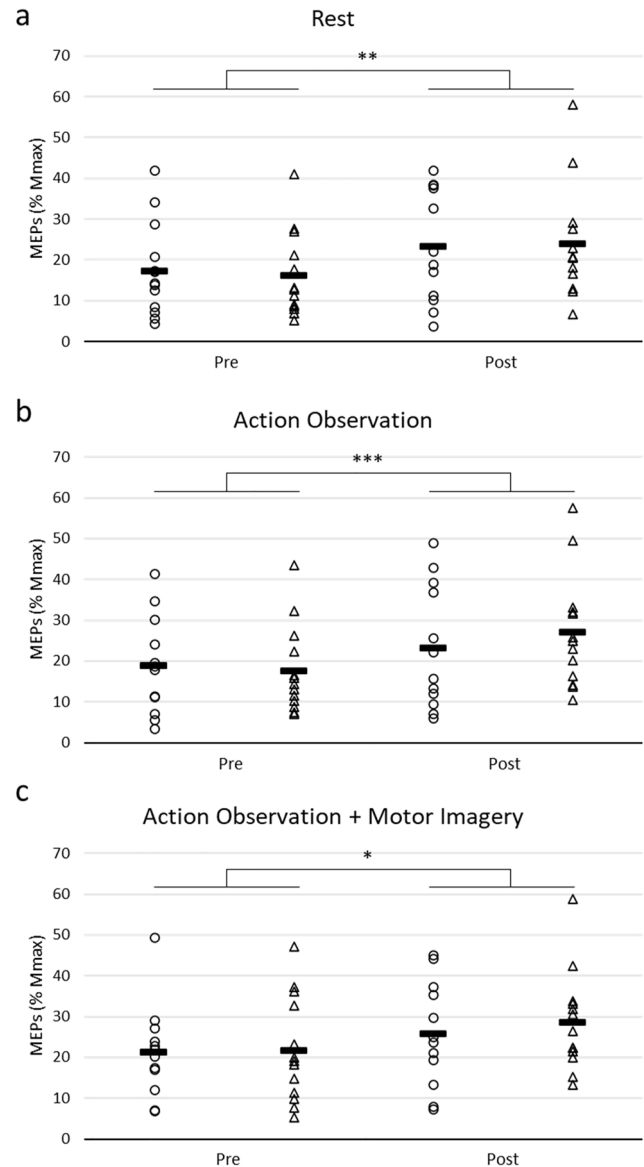 a
Rest
**
70
60
50
40
30
20
10
0
MEPs (% Mmax)
Pre Post
b
Action Observation
***
70
60
50
40
30
20
10
0
MEPs (% Mmax)
Pre Post
c
Action Observation + Motor Imagery
*
70
60
50
40
30
20
10
0
MEPs (% Mmax)
Pre Post